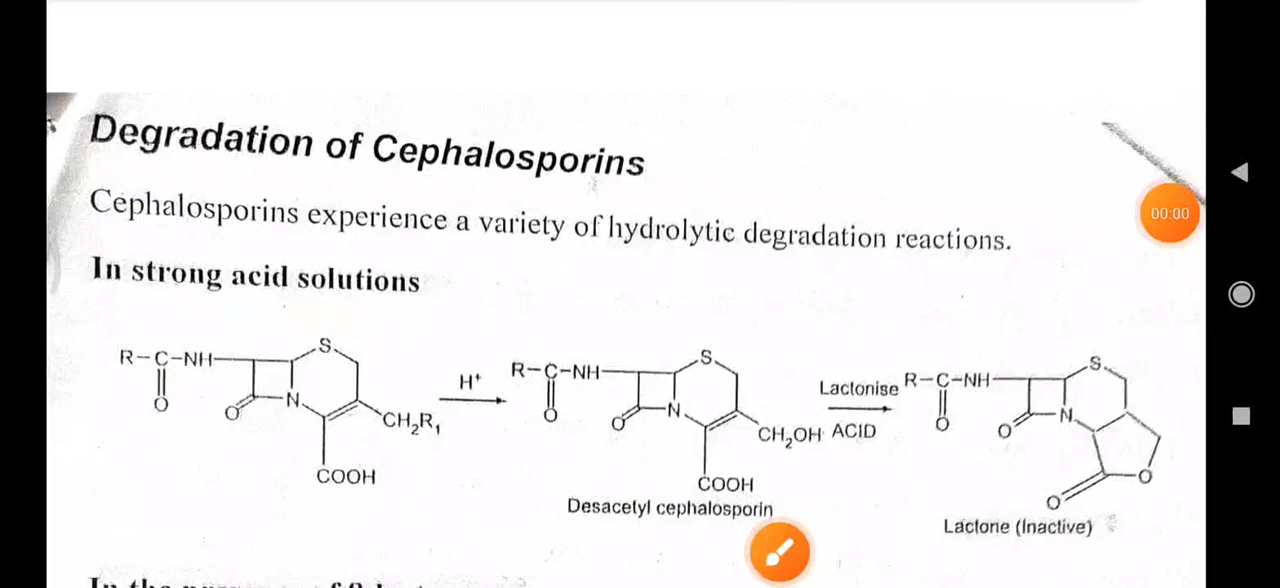 Degradation of Cephalosporins
Cephalosporins experience a variety of hydrolytic degradation reactions.
00:00
In strong acid solutions
R-C-NH
O
S
N
O
CH₂R₁
COOH
H⁺
R-C-NH
O
S
N
O
CH₂OH
COOH
Desacetyl cephalosporin
Lactonise
ACID
R-C-NH
O
S
N
O
O
O
Lactone (Inactive)